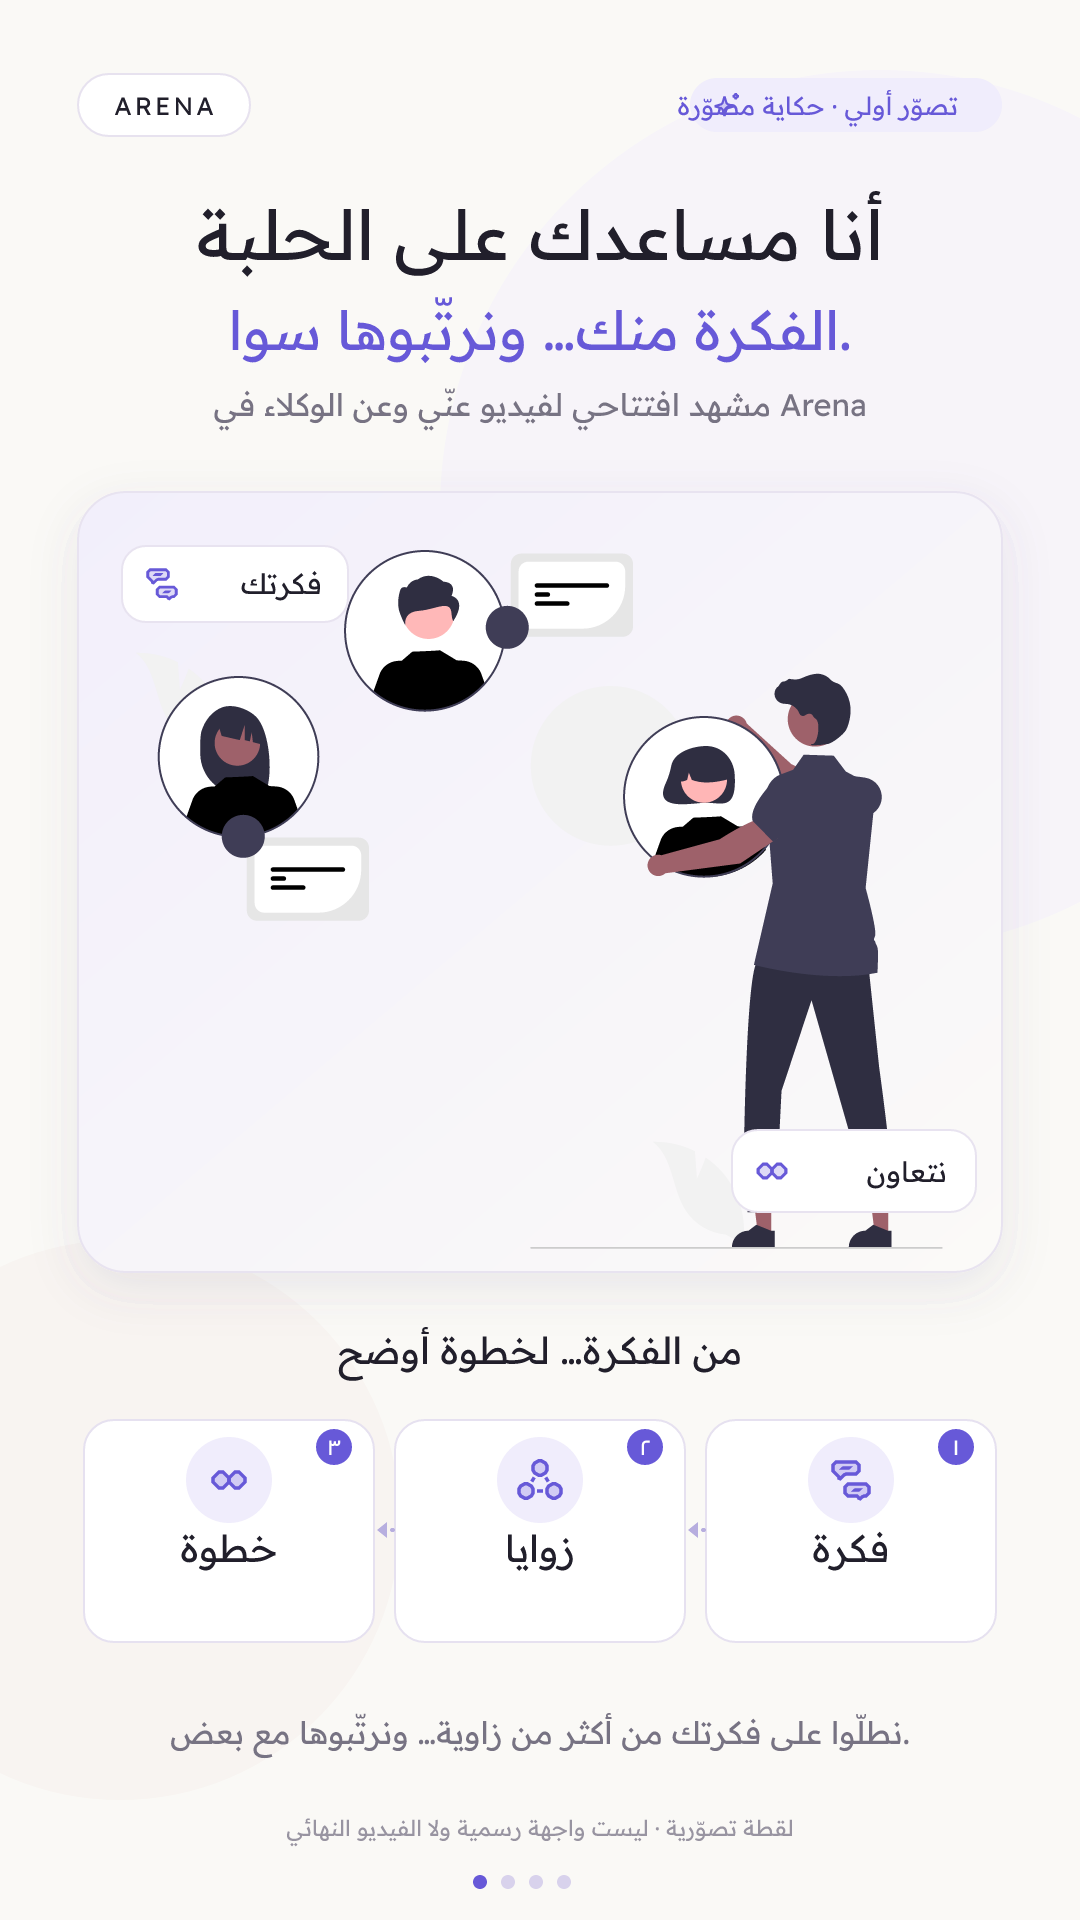 تصوّر أولي · حكاية مصوّرة
ARENA
أنا مساعدك على الحلبة
الفكرة منك... ونرتّبوها سوا.
مشهد افتتاحي لفيديو عنّي وعن الوكلاء في Arena
فكرتك
نتعاون
من الفكرة... لخطوة أوضح
١
فكرة
٢
زوايا
٣
خطوة
نطلّوا على فكرتك من أكثر من زاوية... ونرتّبوها مع بعض.
لقطة تصوّرية · ليست واجهة رسمية ولا الفيديو النهائي